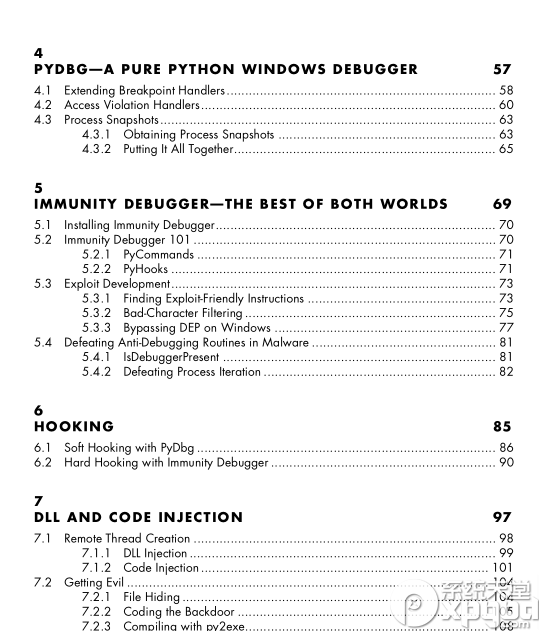 4
PYDBG—A PURE PYTHON WINDOWS DEBUGGER 57
4.1 Extending Breakpoint Handlers 58
4.2 Access Violation Handlers 60
4.3 Process Snapshots 63
4.3.1 Obtaining Process Snapshots 63
4.3.2 Putting It All Together 65
5
IMMUNITY DEBUGGER—THE BEST OF BOTH WORLDS 69
5.1 Installing Immunity Debugger 70
5.2 Immunity Debugger 101 70
5.2.1 PyCommands 71
5.2.2 PyHooks 71
5.3 Exploit Development 73
5.3.1 Finding Exploit-Friendly Instructions 73
5.3.2 Bad-Character Filtering 75
5.3.3 Bypassing DEP on Windows 77
5.4 Defeating Anti-Debugging Routines in Malware 81
5.4.1 IsDebuggerPresent 81
5.4.2 Defeating Process Iteration 82
6
HOOKING 85
6.1 Soft Hooking with PyDbg 86
6.2 Hard Hooking with Immunity Debugger 90
7
DLL AND CODE INJECTION 97
7.1 Remote Thread Creation 98
7.1.1 DLL Injection 99
7.1.2 Code Injection 101
7.2 Getting Evil 104
7.2.1 File Hiding 104
7.2.2 Coding the Backdoor
7.2.3 Compiling with py2exe 108
系统天堂